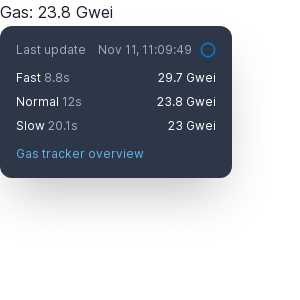 Gas: 23.8 Gwei
Last update Nov 11, 11:09:49
Fast 8.8s 29.7 Gwei
Normal 12s 23.8 Gwei
Slow 20.1s 23 Gwei
Gas tracker overview